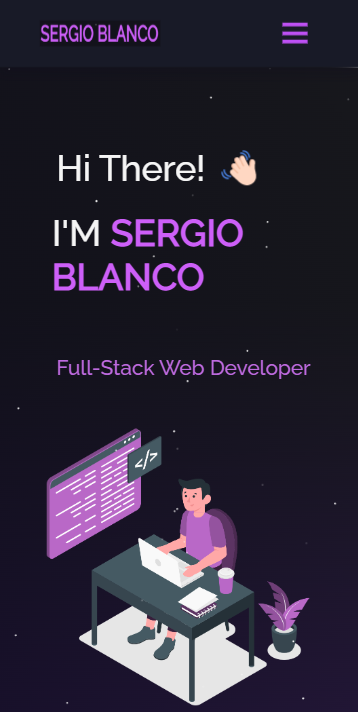 SERGIO BLANCO
Hi There!
I'M SERGIO
BLANCO
Full-Stack Web Developer
</>